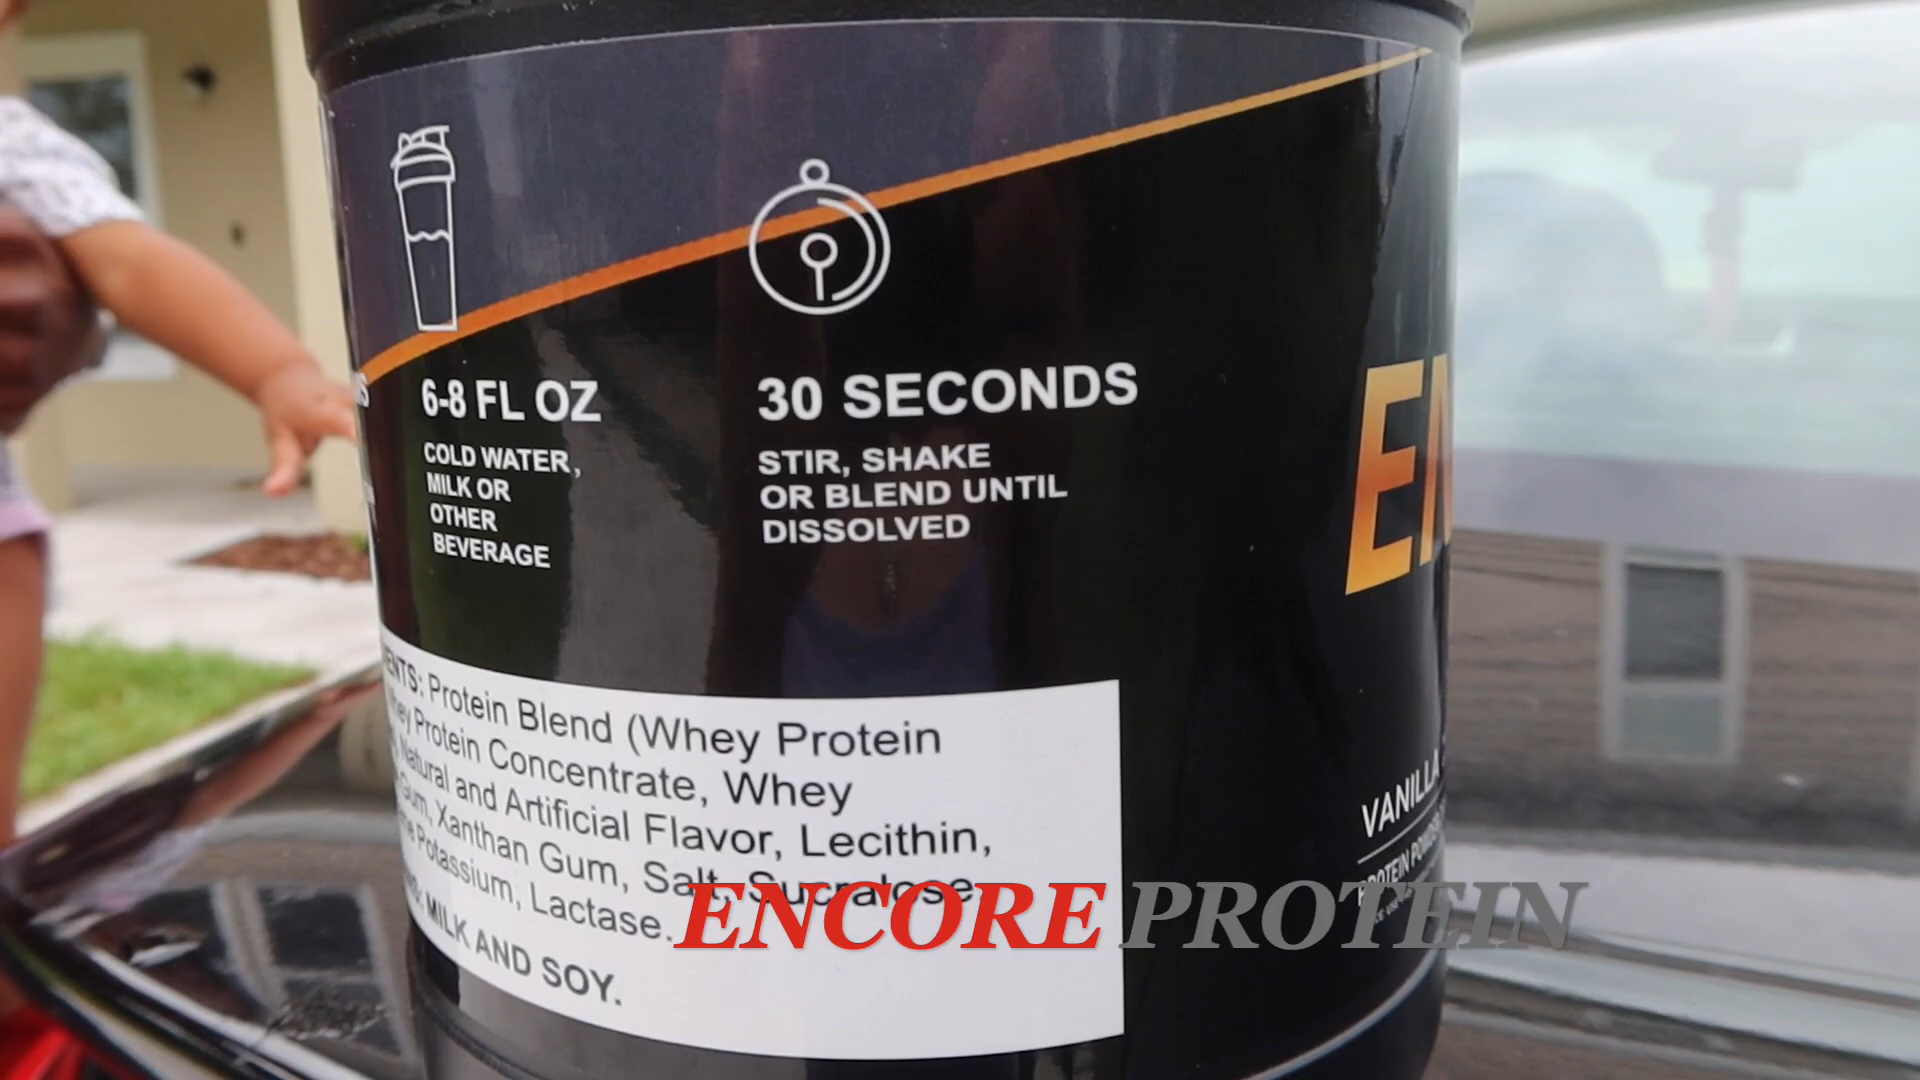 6-8 FL OZ
COLD WATER,
MILK OR
OTHER
BEVERAGE
30 SECONDS
STIR, SHAKE
OR BLEND UNTIL
DISSOLVED
VANILLA
Protein Blend (Whey Protein
Protein Concentrate, Whey
Natural and Artificial Flavor, Lecithin,
Gum, Xanthan Gum, Salt, Sucralose,
Potassium, Lactase.
MILK AND SOY.
ENCORE PROTEIN